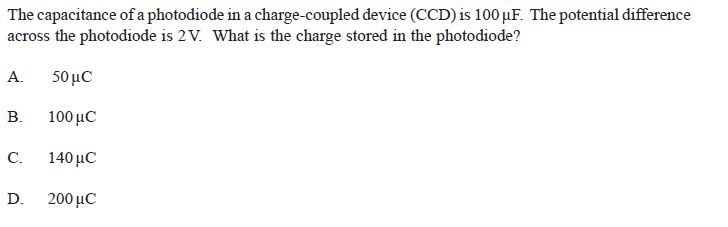 The capacitance of a photodiode in a charge-coupled device (CCD) is 100 µF. The potential difference
across the photodiode is 2 V. What is the charge stored in the photodiode?
A. 50 µC
B. 100 µC
C. 140 µC
D. 200 µC